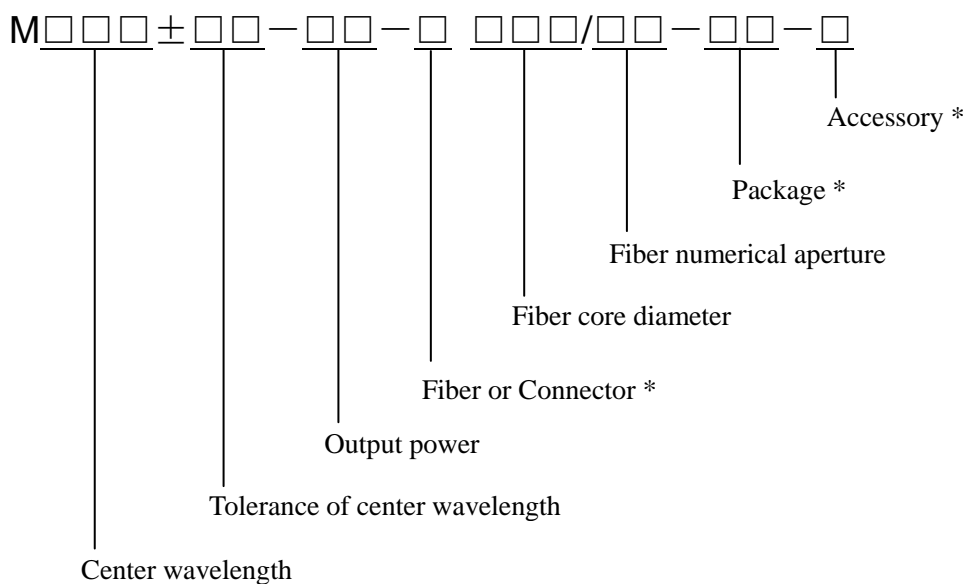 M□□□±□□－□□－□ □□□/□□－□□－□
Accessory *
Package *
Fiber numerical aperture
Fiber core diameter
Fiber or Connector *
Output power
Tolerance of center wavelength
Center wavelength